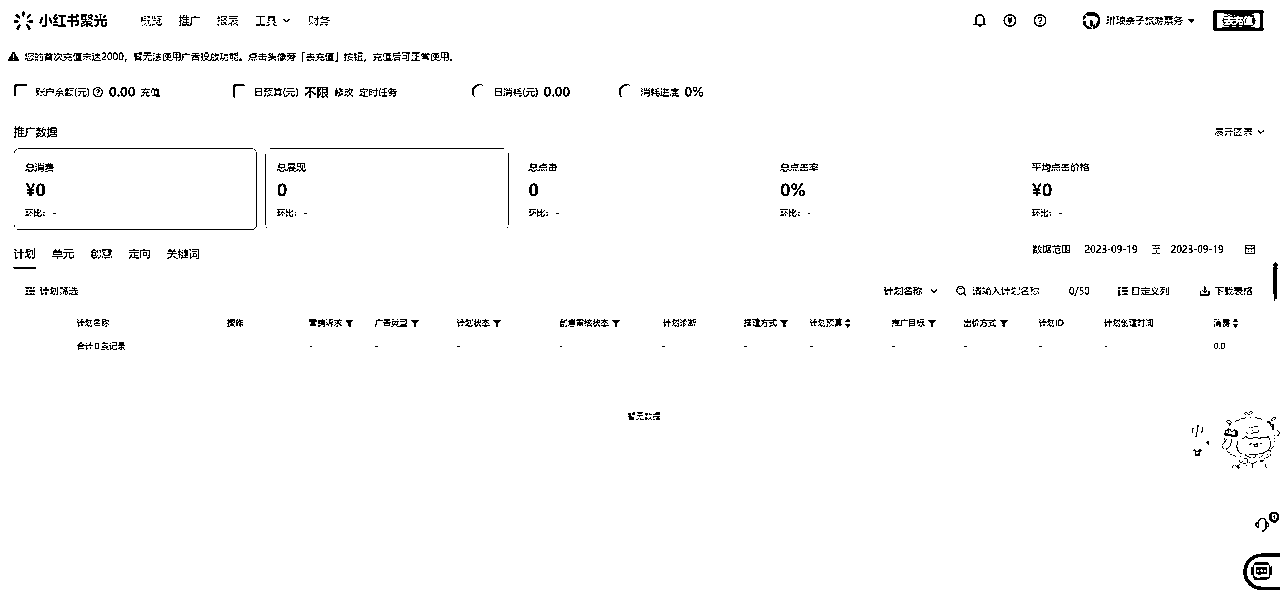 小红书聚光 概览 推广 报表 工具 财务 琳琅亲子旅游票务 去充值
您的首次充值未达2000，暂无法使用广告投放功能。点击头像旁「去充值」按钮，充值后可正常使用。
账户余额(元) 0.00 充值 日预算(元) 不限 修改 定时任务 日消耗(元) 0.00 消耗进度 0%
推广数据 展开图表
总消费 总展现 总点击 总点击率 平均点击价格
¥0 0 0 0% ¥0
环比： - 环比： - 环比： - 环比： - 环比： -
计划 单元 创意 定向 关键词 数据范围 2023-09-19 至 2023-09-19
计划筛选 计划名称 请输入计划名称 0/50 自定义列 下载表格
计划名称 操作 营销诉求 广告类型 计划状态 创意审核状态 计划诊断 搭建方式 计划预算 推广目标 出价方式 计划ID 计划创建时间 消费
合计0条记录 - - - - - - - - - - - 0.0
暂无数据
小